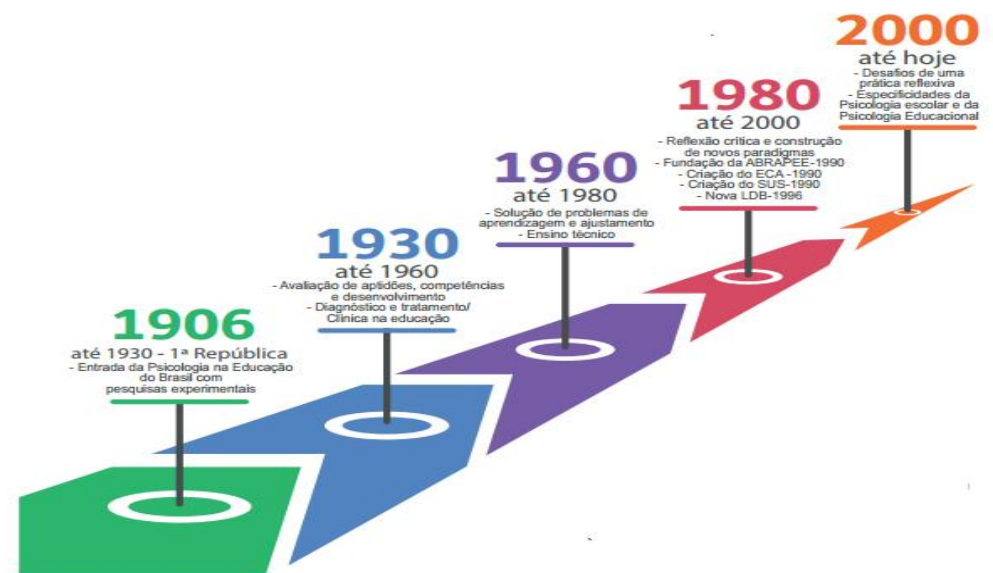 1906
até 1930 - 1ª República
- Entrada da Psicologia na Educação
do Brasil com
pesquisas experimentais
1930
até 1960
- Avaliação de aptidões, competências
e desenvolvimento
- Diagnóstico e tratamento/
Clínica na educação
1960
até 1980
- Solução de problemas de
aprendizagem e ajustamento
- Ensino técnico
1980
até 2000
- Reflexão critica e construção
de novos paradigmas
- Fundação da ABRAPEE-1990
- Criação do ECA -1990
- Criação do SUS-1990
- Nova LDB-1996
2000
até hoje
- Desafios de uma
prática reflexiva
- Especificidades da
Psicologia escolar e da
Psicologia Educacional